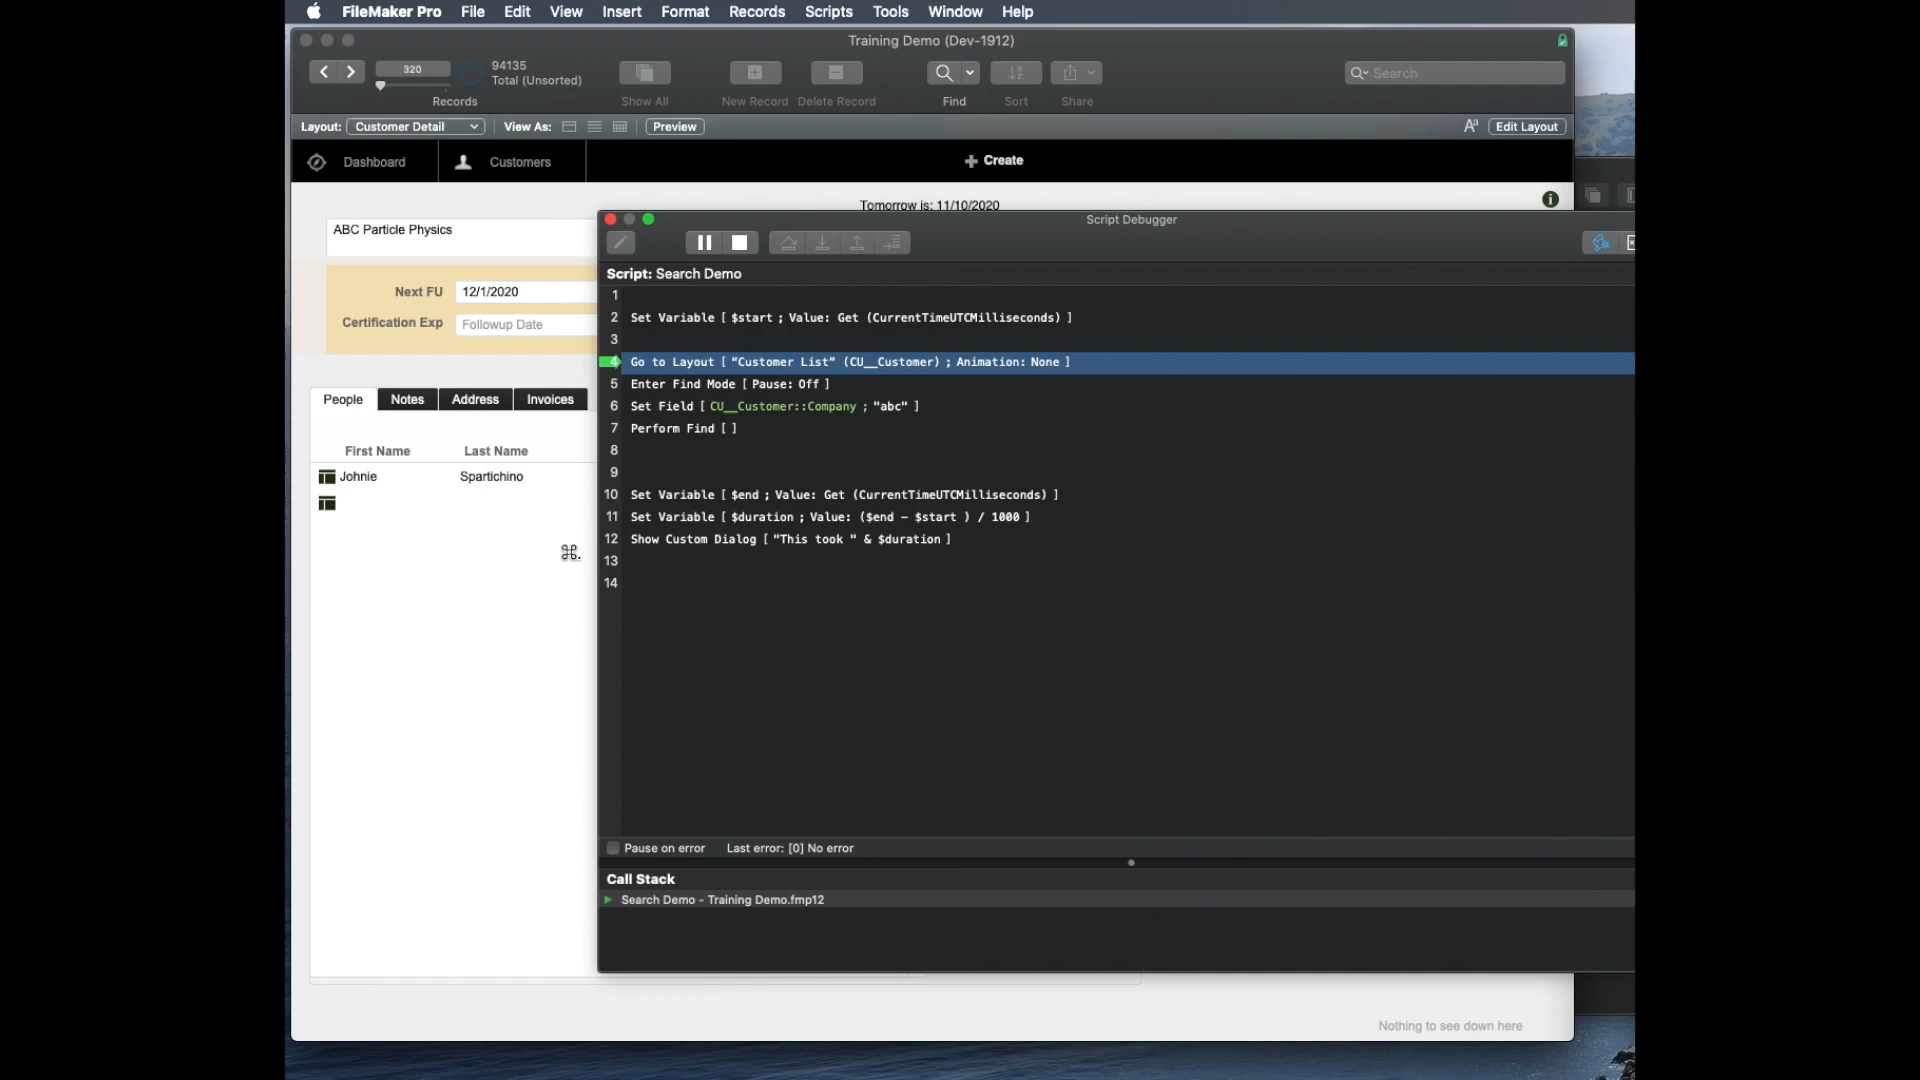 FileMaker Pro File Edit View Insert Format Records Scripts Tools Window Help
Training Demo (Dev-1912)
320
94135
Total (Unsorted)
Search
Records Show All New Record Delete Record Find Sort Share
Layout: Customer Detail View As: Preview Aa Edit Layout
Dashboard Customers + Create
Tomorrow is: 11/10/2020
ABC Particle Physics
Next FU 12/1/2020
Certification Exp Followup Date
People Notes Address Invoices
First Name Last Name
Johnie Spartichino
⌘.
Script Debugger
Script: Search Demo
1
2 Set Variable [ $start ; Value: Get (CurrentTimeUTCMilliseconds) ]
3
4 Go to Layout [ “Customer List” (CU__Customer) ; Animation: None ]
5 Enter Find Mode [ Pause: Off ]
6 Set Field [ CU__Customer::Company ; "abc" ]
7 Perform Find [ ]
8
9
10 Set Variable [ $end ; Value: Get (CurrentTimeUTCMilliseconds) ]
11 Set Variable [ $duration ; Value: ($end - $start ) / 1000 ]
12 Show Custom Dialog [ "This took " & $duration ]
13
14
Pause on error Last error: [0] No error
Call Stack
Search Demo - Training Demo.fmp12
Nothing to see down here